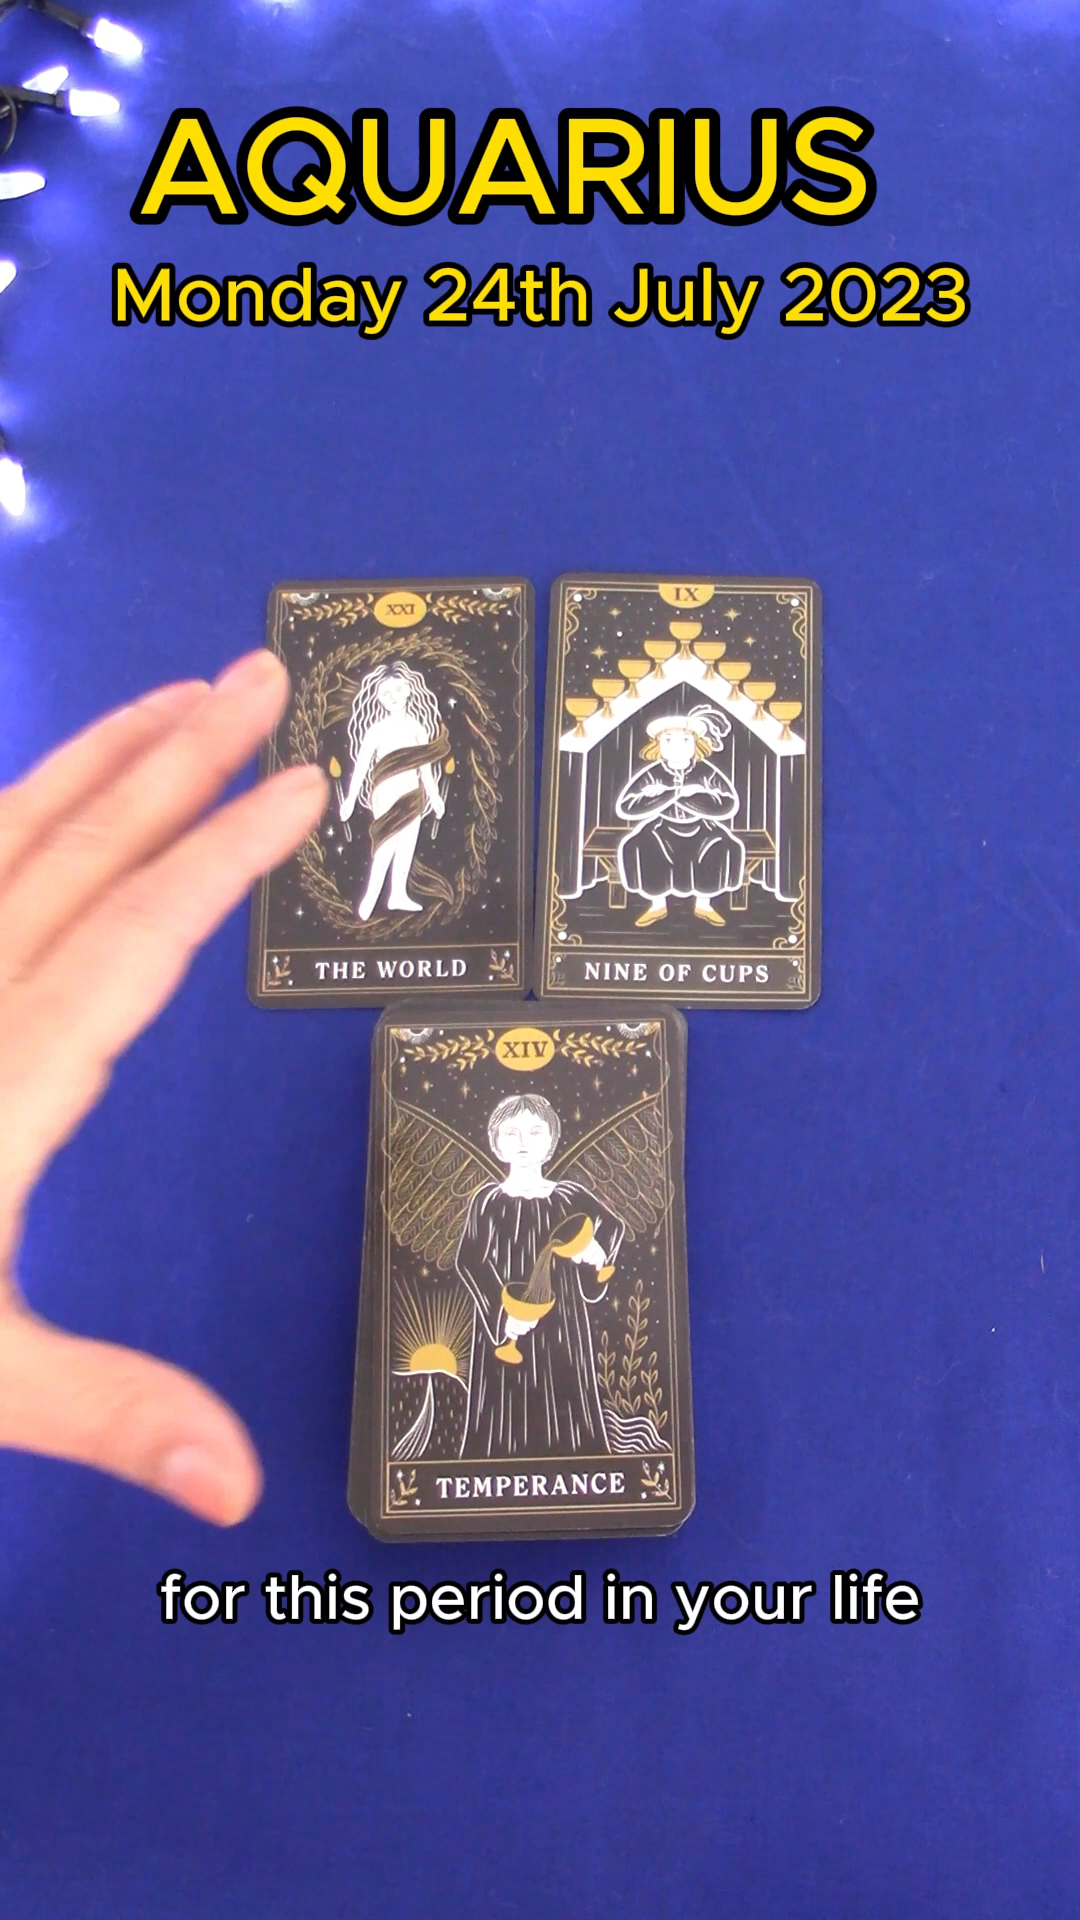 AQUARIUS
Monday 24th July 2023
XXI
IX
THE WORLD
NINE OF CUPS
XIV
TEMPERANCE
for this period in your life